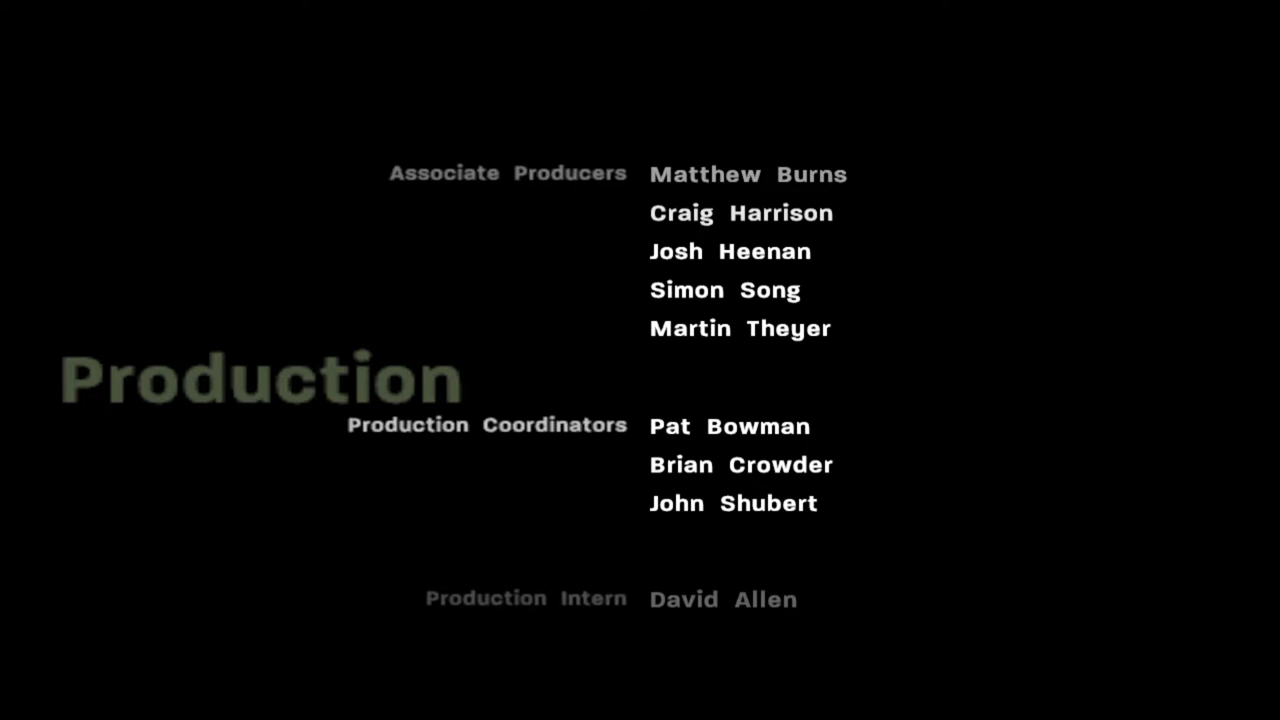 Associate Producers Matthew Burns
Craig Harrison
Josh Heenan
Simon Song
Martin Theyer
Production
Production Coordinators Pat Bowman
Brian Crowder
John Shubert
Production Intern David Allen